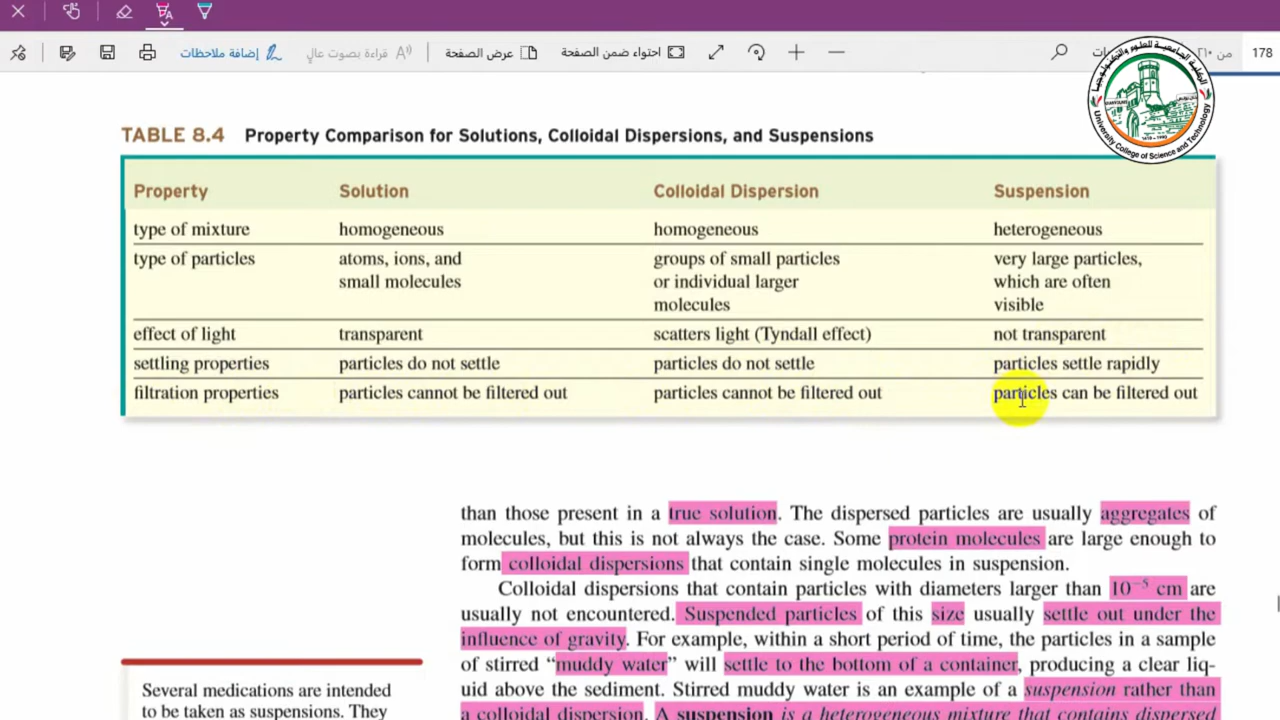 إضافة ملاحظات
قراءة بصوت عالٍ
عرض الصفحة
احتواء ضمن الصفحة
178
من ٢١٠
الكلية الجامعية للعلوم والتكنولوجيا
University College of Science and Technology
1410 - 1990
TABLE 8.4 Property Comparison for Solutions, Colloidal Dispersions, and Suspensions
Property Solution Colloidal Dispersion Suspension
type of mixture homogeneous homogeneous heterogeneous
type of particles atoms, ions, and groups of small particles very large particles,
small molecules or individual larger which are often
molecules visible
effect of light transparent scatters light (Tyndall effect) not transparent
settling properties particles do not settle particles do not settle particles settle rapidly
filtration properties particles cannot be filtered out particles cannot be filtered out particles can be filtered out
than those present in a true solution. The dispersed particles are usually aggregates of
molecules, but this is not always the case. Some protein molecules are large enough to
form colloidal dispersions that contain single molecules in suspension.
Colloidal dispersions that contain particles with diameters larger than 10⁻⁵ cm are
usually not encountered. Suspended particles of this size usually settle out under the
influence of gravity. For example, within a short period of time, the particles in a sample
of stirred “muddy water” will settle to the bottom of a container, producing a clear liq-
uid above the sediment. Stirred muddy water is an example of a suspension rather than
a colloidal dispersion. A suspension is a heterogeneous mixture that contains dispersed
Several medications are intended
to be taken as suspensions. They